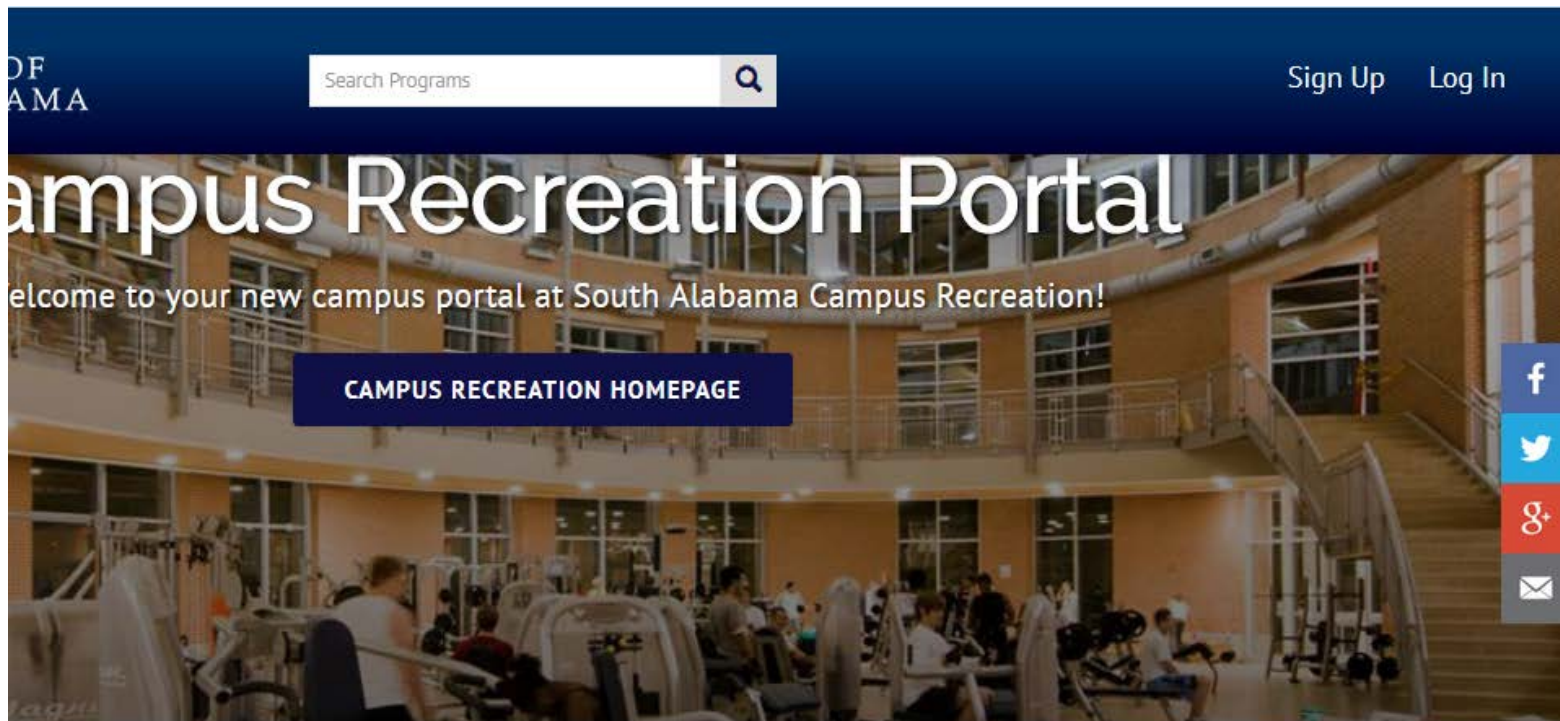 OF
AMA
Search Programs
Sign Up Log In
ampus Recreation Portal
elcome to your new campus portal at South Alabama Campus Recreation!
CAMPUS RECREATION HOMEPAGE
f
g+